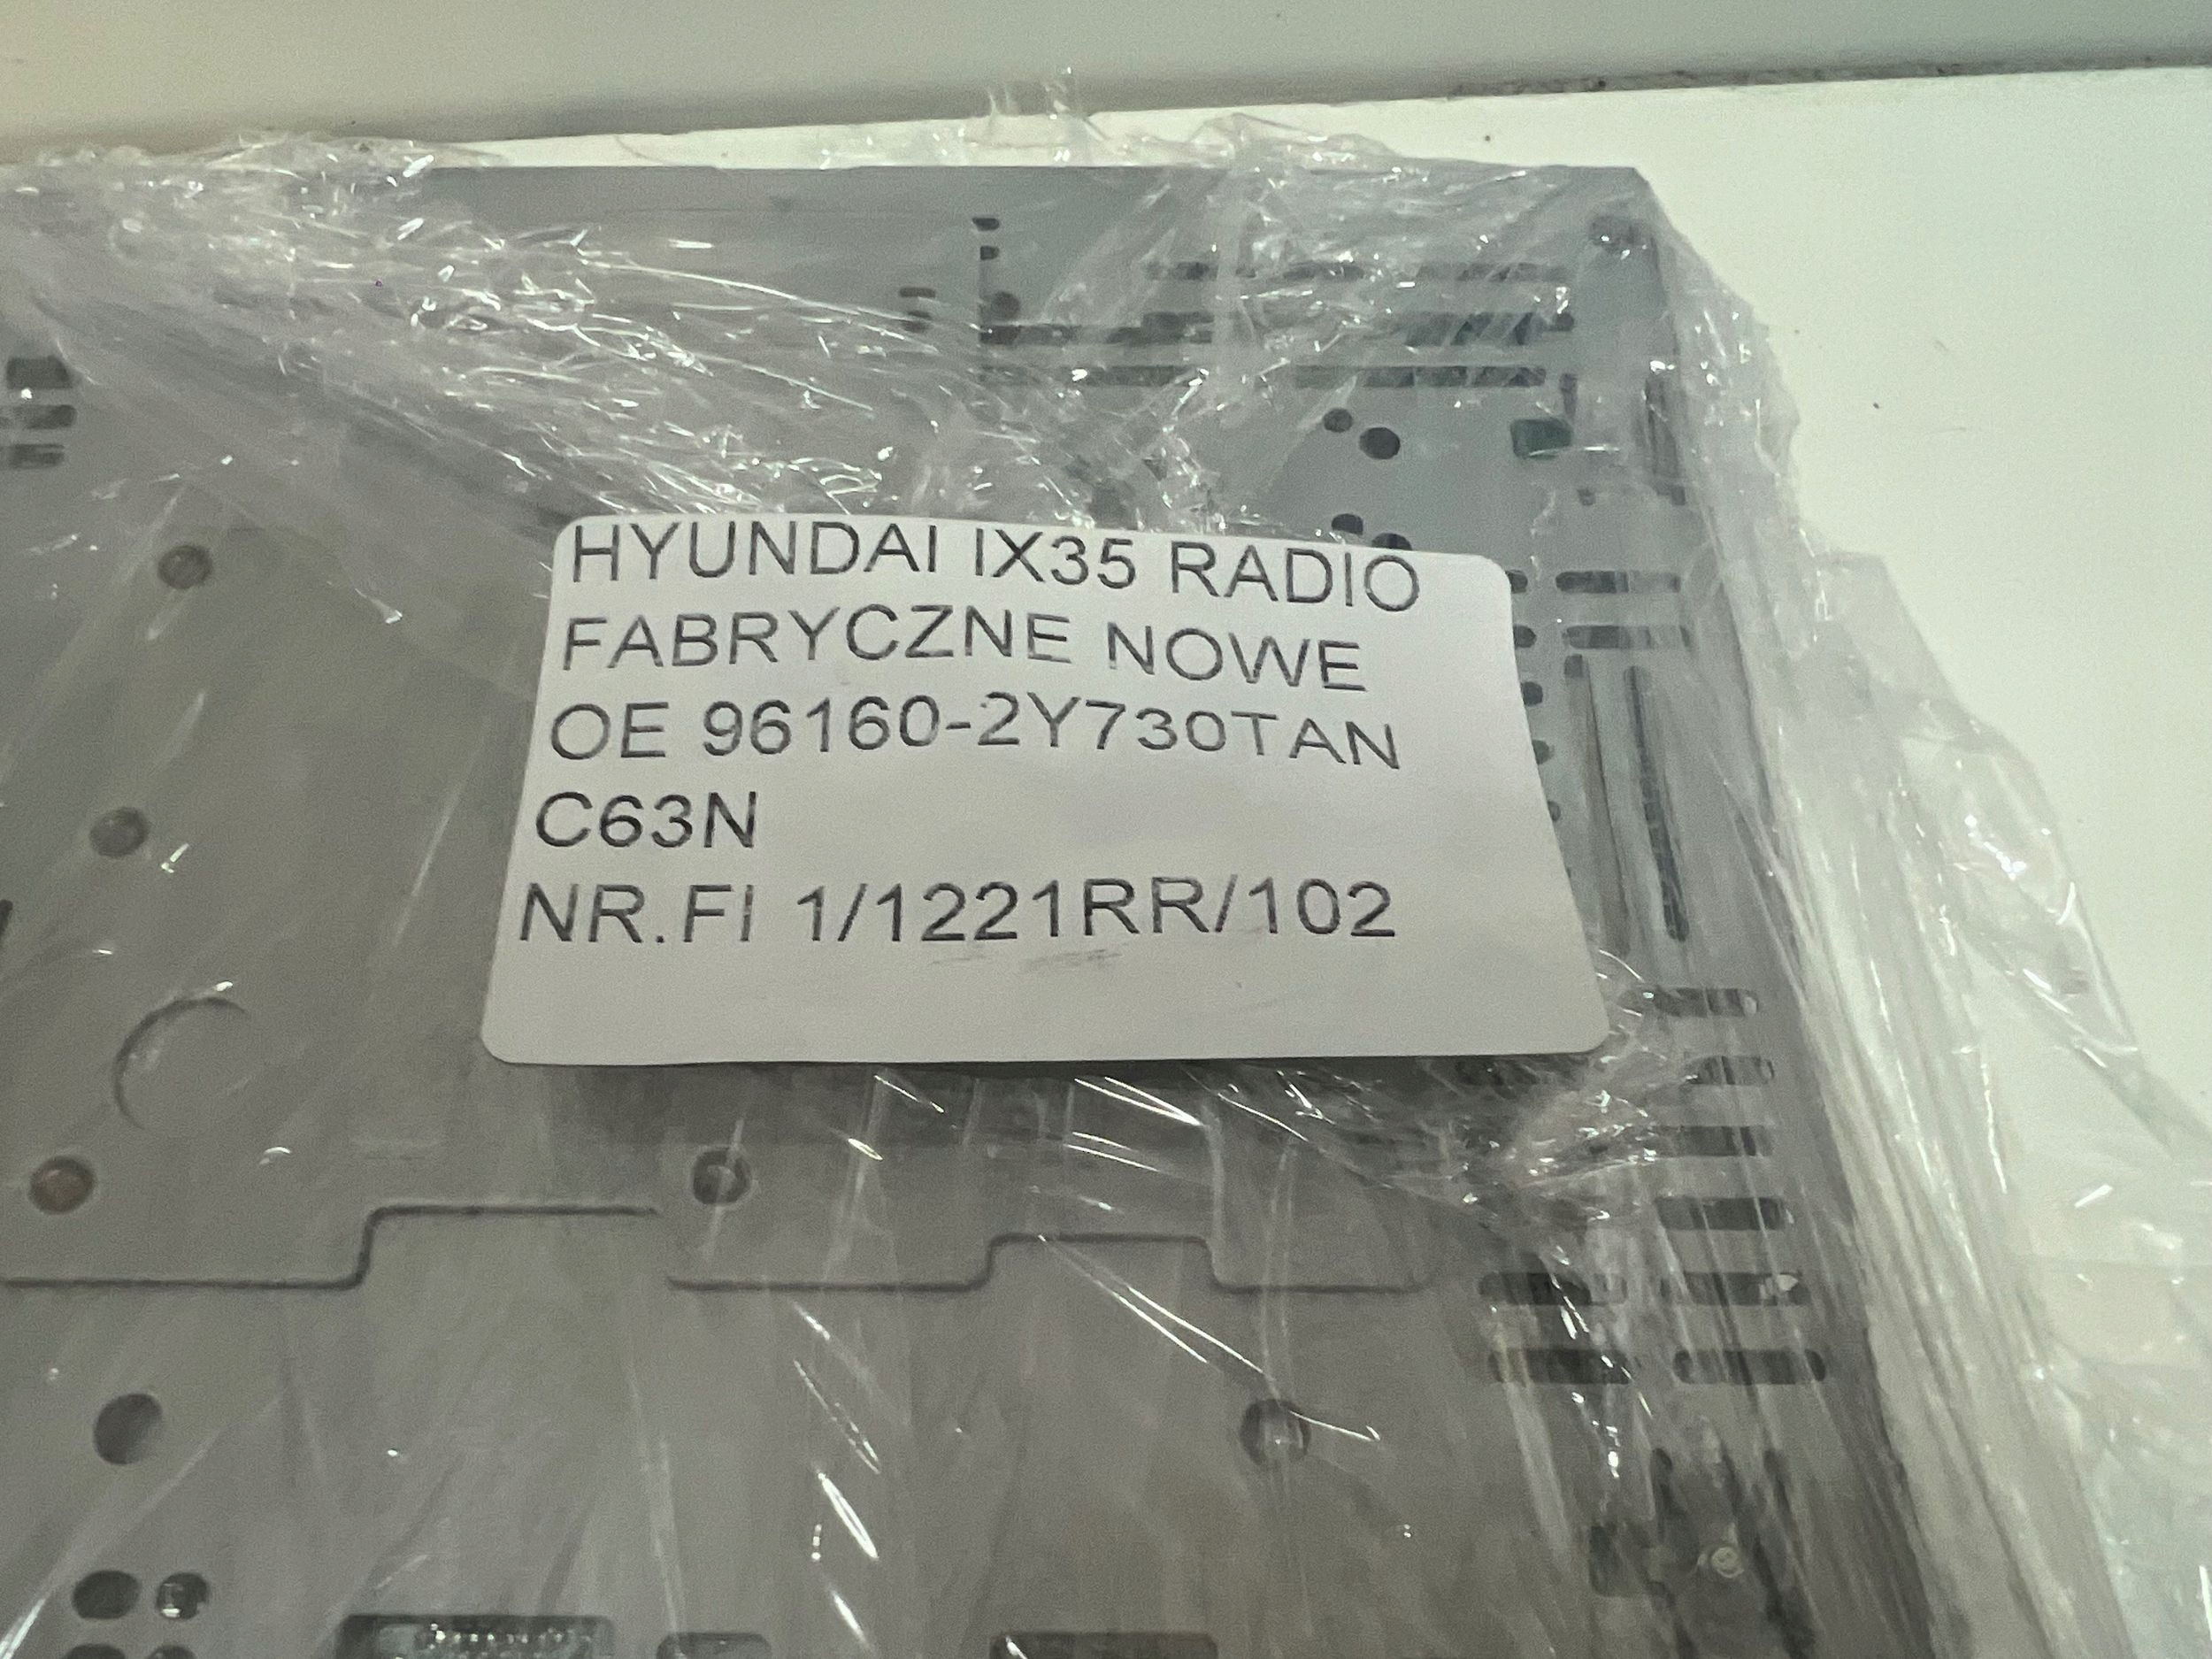 HYUNDAI IX35 RADIO
FABRYCZNE NOWE
OE 96160-2Y730TAN
C63N
NR.FI 1/1221RR/102